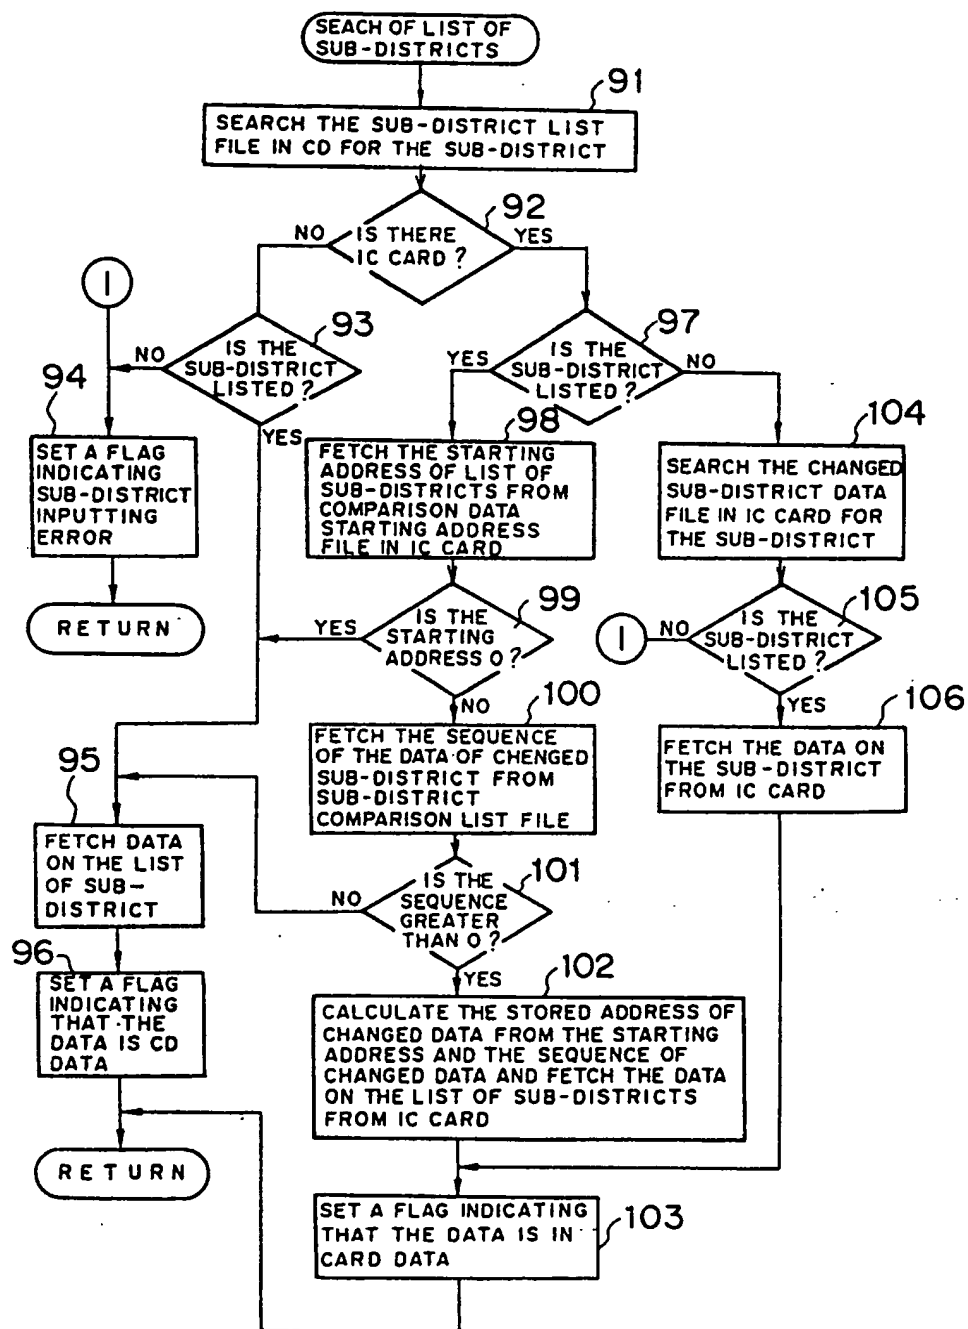 SEACH OF LIST OF
SUB-DISTRICTS
91
SEARCH THE SUB-DISTRICT LIST
FILE IN CD FOR THE SUB-DISTRICT
92
IS THERE
IC CARD ?
NO
YES
1
93
IS THE
SUB-DISTRICT
LISTED ?
NO
YES
97
IS THE
SUB-DISTRICT
LISTED ?
YES
NO
94
SET A FLAG
INDICATING
SUB-DISTRICT
INPUTTING
ERROR
RETURN
98
FETCH THE STARTING
ADDRESS OF LIST OF
SUB-DISTRICTS FROM
COMPARISON DATA
STARTING ADDRESS
FILE IN IC CARD
104
SEARCH THE CHANGED
SUB-DISTRICT DATA
FILE IN IC CARD FOR
THE SUB-DISTRICT
99
IS THE
STARTING
ADDRESS 0 ?
YES
NO
105
IS THE
SUB-DISTRICT
LISTED ?
1
NO
YES
100
FETCH THE SEQUENCE
OF THE DATA OF CHENGED
SUB-DISTRICT FROM
SUB-DISTRICT
COMPARISON LIST FILE
106
FETCH THE DATA ON
THE SUB-DISTRICT
FROM IC CARD
95
FETCH DATA
ON THE LIST
OF SUB-
DISTRICT
101
IS THE
SEQUENCE
GREATER
THAN 0 ?
NO
YES
96
SET A FLAG
INDICATING
THAT THE
DATA IS CD
DATA
RETURN
102
CALCULATE THE STORED ADDRESS OF
CHANGED DATA FROM THE STARTING
ADDRESS AND THE SEQUENCE OF
CHANGED DATA AND FETCH THE DATA
ON THE LIST OF SUB-DISTRICTS
FROM IC CARD
103
SET A FLAG INDICATING
THAT THE DATA IS IN
CARD DATA